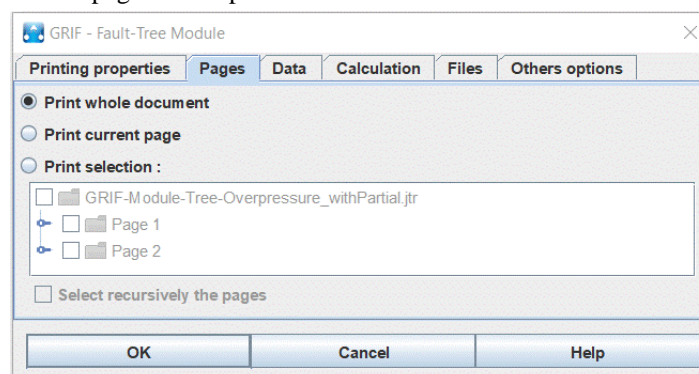 GRIF - Fault-Tree Module
Printing properties Pages Data Calculation Files Others options
Print whole document
Print current page
Print selection :
GRIF-Module-Tree-Overpressure_withPartial.jtr
Page 1
Page 2
Select recursively the pages
OK Cancel Help